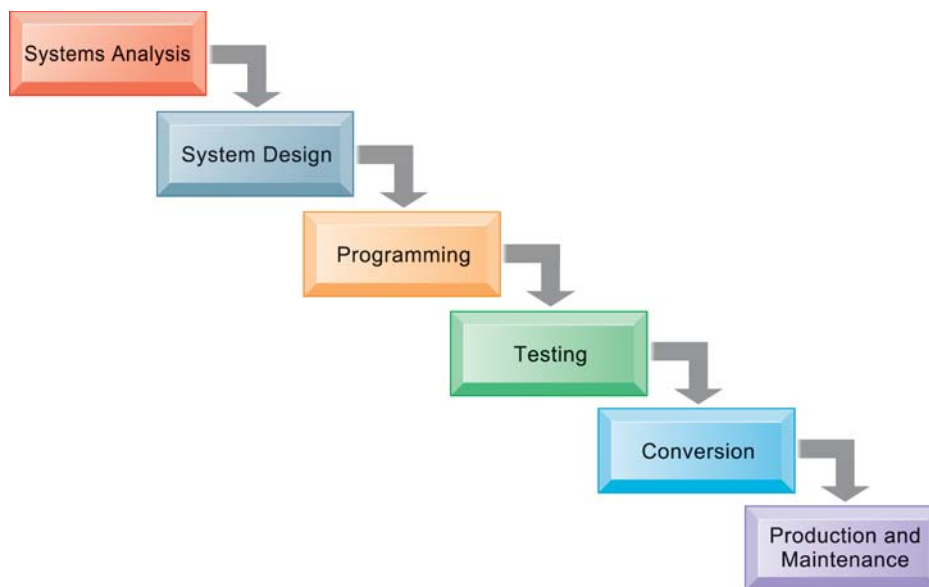 Systems Analysis
System Design
Programming
Testing
Conversion
Production and
Maintenance